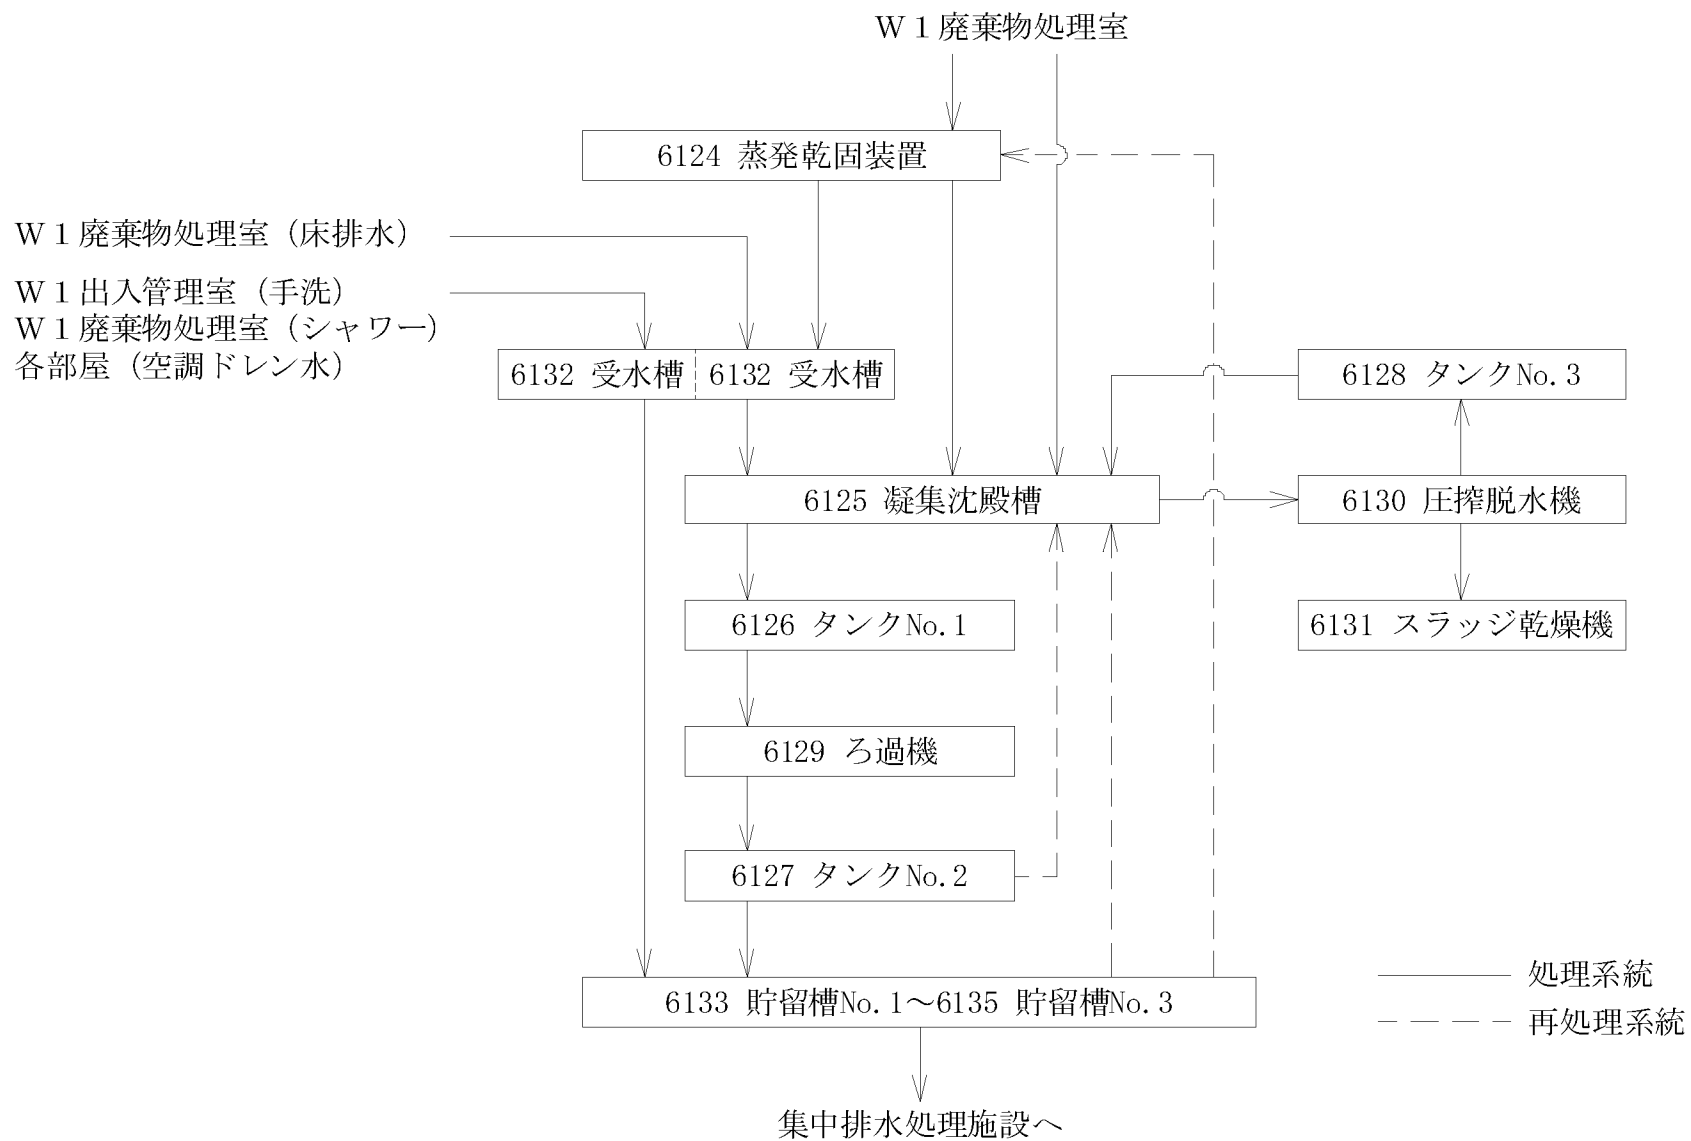 W1廃棄物処理室
6124 蒸発乾固装置
W1廃棄物処理室（床排水）
W1出入管理室（手洗）
W1廃棄物処理室（シャワー）
各部屋（空調ドレン水）
6132 受水槽
6132 受水槽
6128 タンクNo.3
6125 凝集沈殿槽
6130 圧搾脱水機
6126 タンクNo.1
6131 スラッジ乾燥機
6129 ろ過機
6127 タンクNo.2
6133 貯留槽No.1～6135 貯留槽No.3
処理系統
再処理系統
集中排水処理施設へ